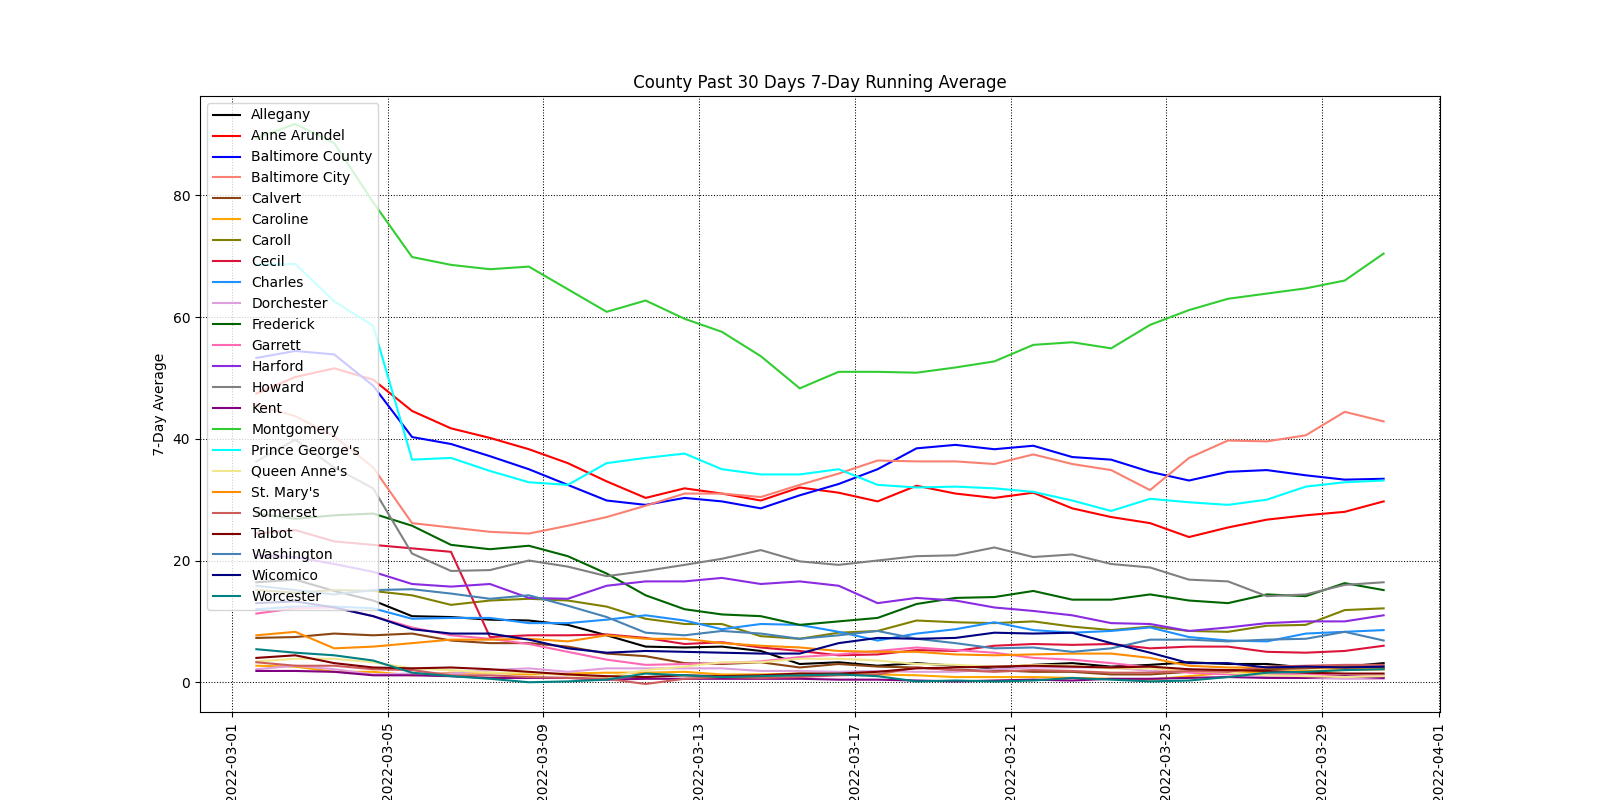 County Past 30 Days 7-Day Running Average
Allegany
Anne Arundel
Baltimore County
Baltimore City
Calvert
Caroline
Caroll
Cecil
Charles
Dorchester
Frederick
Garrett
Harford
Howard
Kent
Montgomery
Prince George's
Queen Anne's
St. Mary's
Somerset
Talbot
Washington
Wicomico
Worcester
7-Day Average
80
60
40
20
0
2022-03-01
2022-03-05
2022-03-09
2022-03-13
2022-03-17
2022-03-21
2022-03-25
2022-03-29
2022-04-01